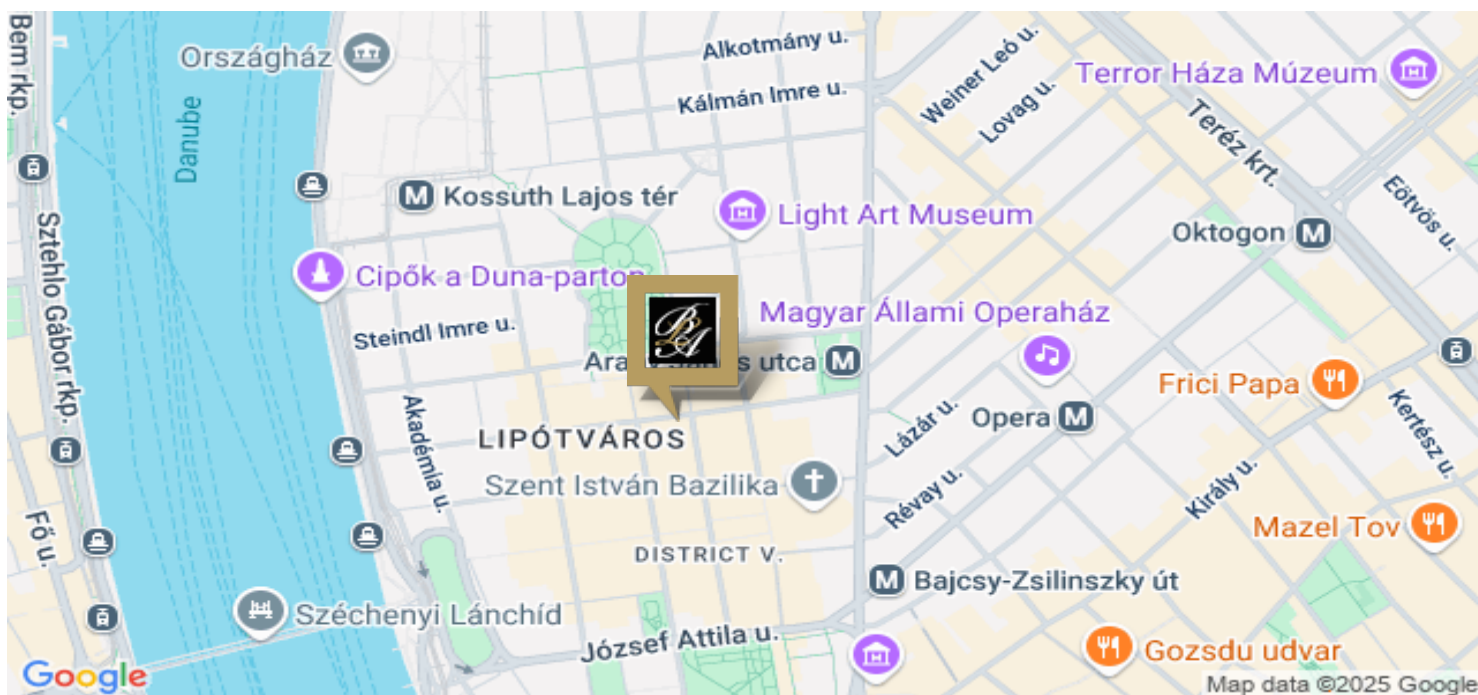 Bem rkp.
Országház
Alkotmány u.
Weiner Leó u.
Terror Háza Múzeum
Kálmán Imre u.
Lovag u.
Teréz krt.
Danube
Kossuth Lajos tér
Light Art Museum
Eötvös u.
Oktogon
Sztehlo Gábor rkp.
Cipők a Duna-parton
Magyar Állami Operaház
Steindl Imre u.
utca
Frici Papa
Akadémia u.
Lázár u.
Opera
Kertész u.
LIPÓTVÁROS
Szent István Bazilika
Révay u.
Király u.
Fő u.
Mazel Tov
DISTRICT V.
Bajcsy-Zsilinszky út
Széchenyi Lánchíd
József Attila u.
Gozsdu udvar
Google
Map data ©2025 Google